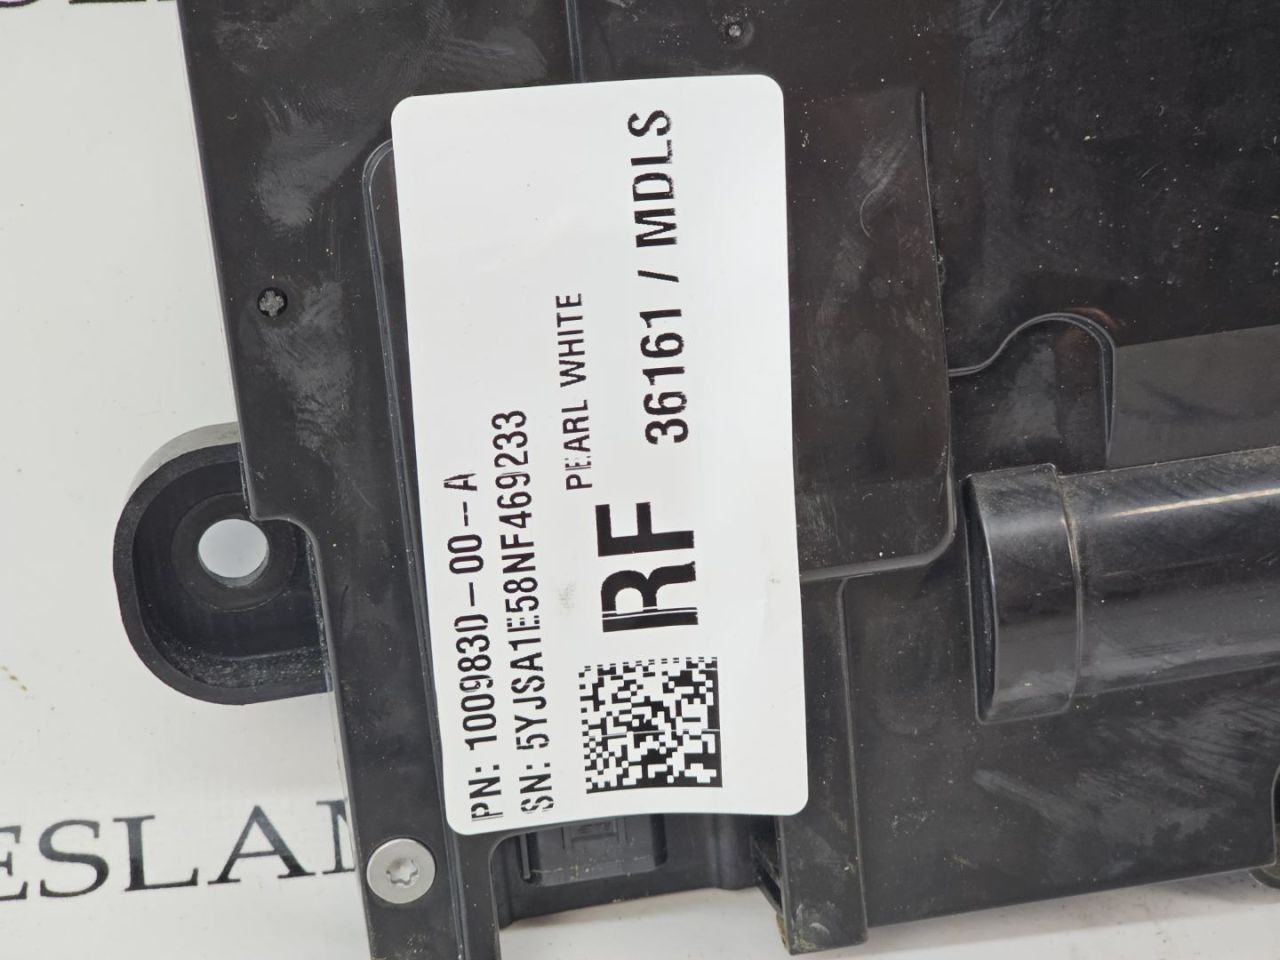 PN: 1009830-00-A
SN: 5YJSA1E58NF469233
PEARL WHITE
RF 36161 / MDLS
ESLAN